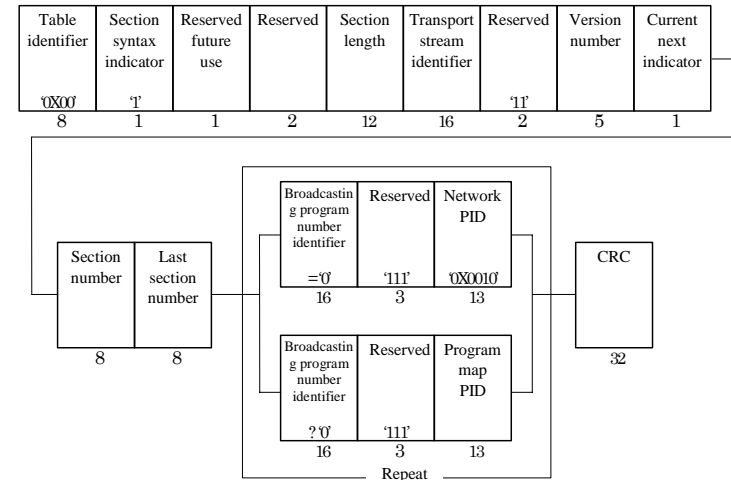 Table identifier
'0X00'
8
Section syntax indicator
'1'
1
Reserved future use
1
Reserved
2
Section length
12
Transport stream identifier
16
Reserved
'11'
2
Version number
5
Current next indicator
1
Section number
8
Last section number
8
Broadcastin g program number identifier
='0'
16
Reserved
'111'
3
Network PID
'0X0010'
13
Broadcastin g program number identifier
?'0'
16
Reserved
'111'
3
Program map PID
13
Repeat
CRC
32